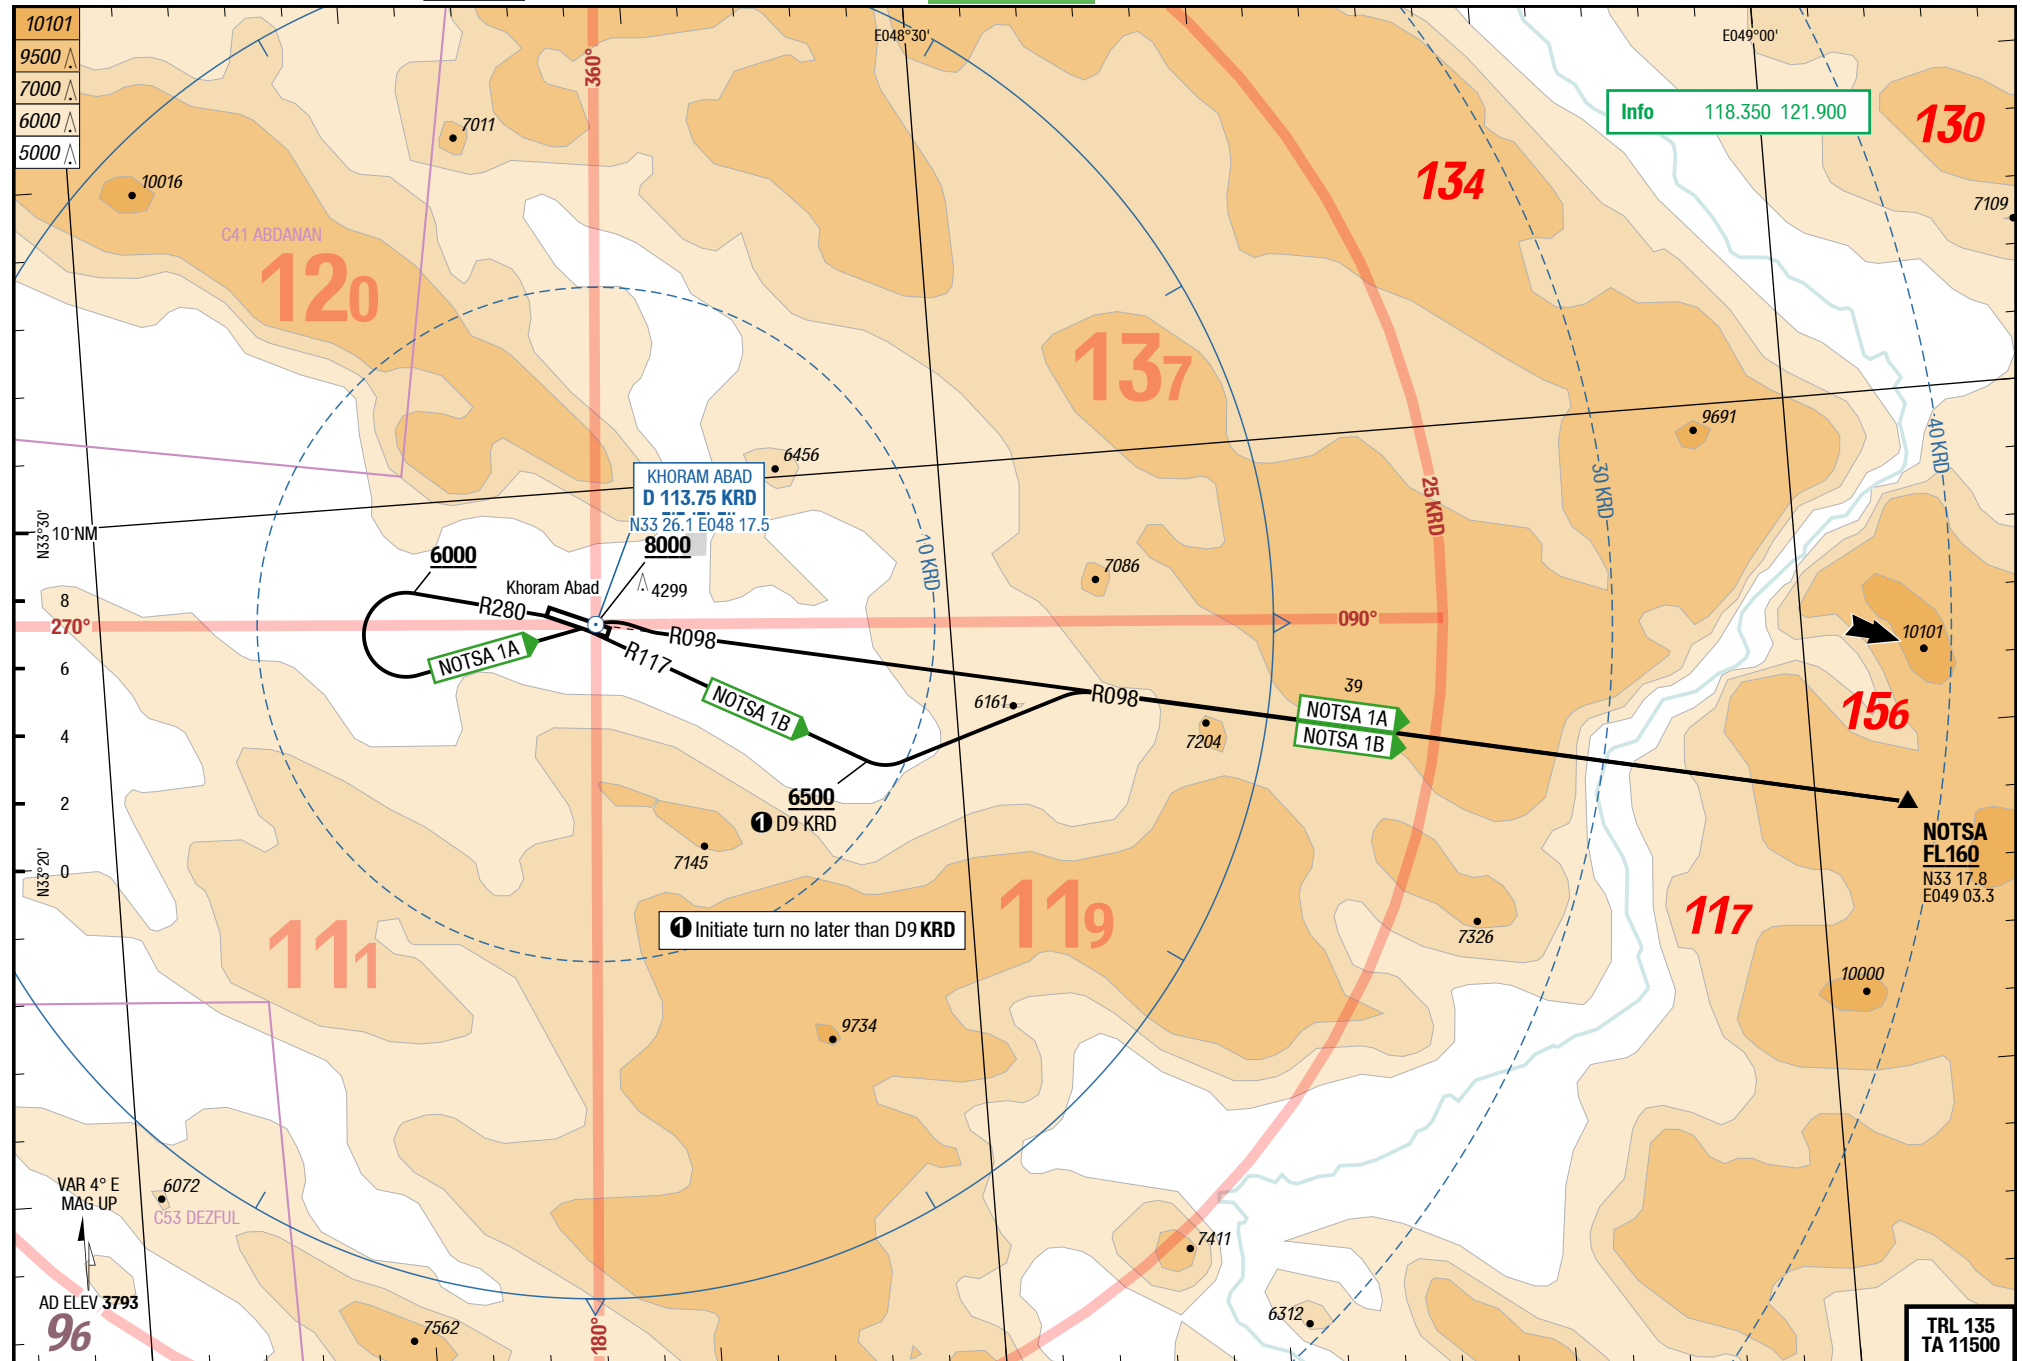 10101
9500
7000
6000
5000
E048°30'
E049°00'
360°
Info 118.350 121.900
130
134
7011
10016
7109
C41 ABDANAN
120
137
9691
40 KRD
30 KRD
25 KRD
10 KRD
6456
KHORAM ABAD
D 113.75 KRD
N33 26.1 E048 17.5
N33°30'
10 NM
6000
8000
Khoram Abad
4299
7086
8
270°
R280
090°
10101
R098
6
NOTSA 1A
R117
39
R098
NOTSA 1A
NOTSA 1B
NOTSA 1B
6161
7204
156
4
2
6500
1 D9 KRD
NOTSA
FL160
N33 17.8
E049 03.3
7145
N33°20'
0
111
119
117
1 Initiate turn no later than D9 KRD
7326
10000
9734
VAR 4° E
MAG UP
6072
C53 DEZFUL
7411
AD ELEV 3793
96
7562
180°
6312
TRL 135
TA 11500